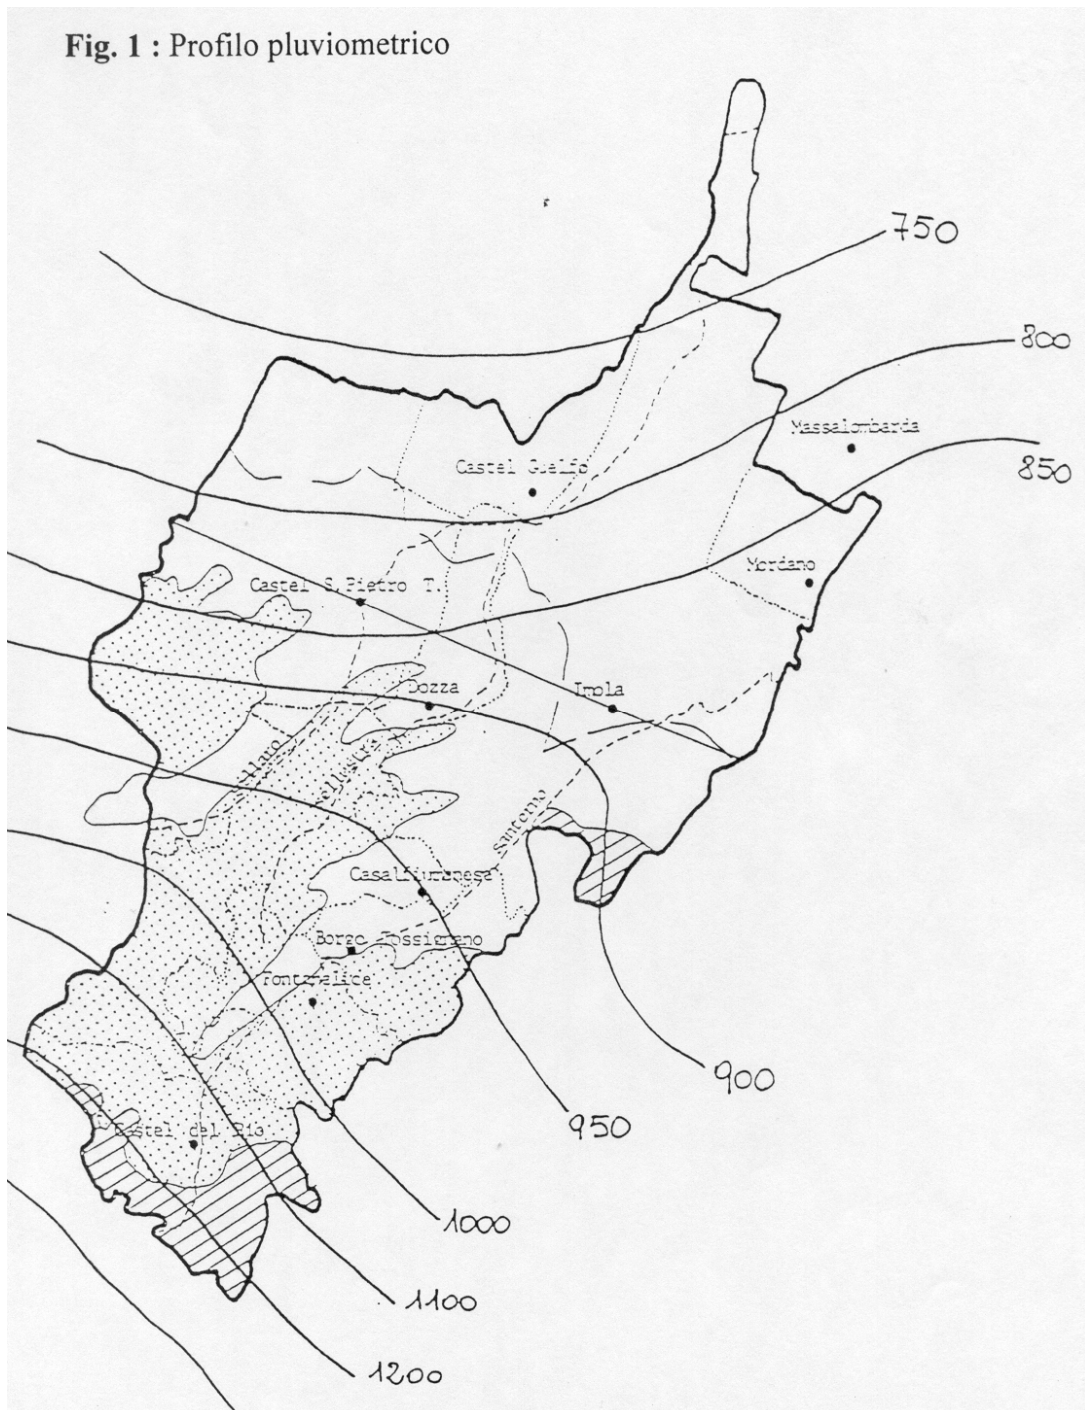 Fig. 1 : Profilo pluviometrico
750
800
Massalombarda
850
Castel Guelfo
Mordano
Castel S.Pietro T.
Dozza
Imola
Santerno
Casalfiumanese
Borgo Tossignano
Fontanelice
900
950
Castel del Rio
1000
1100
1200